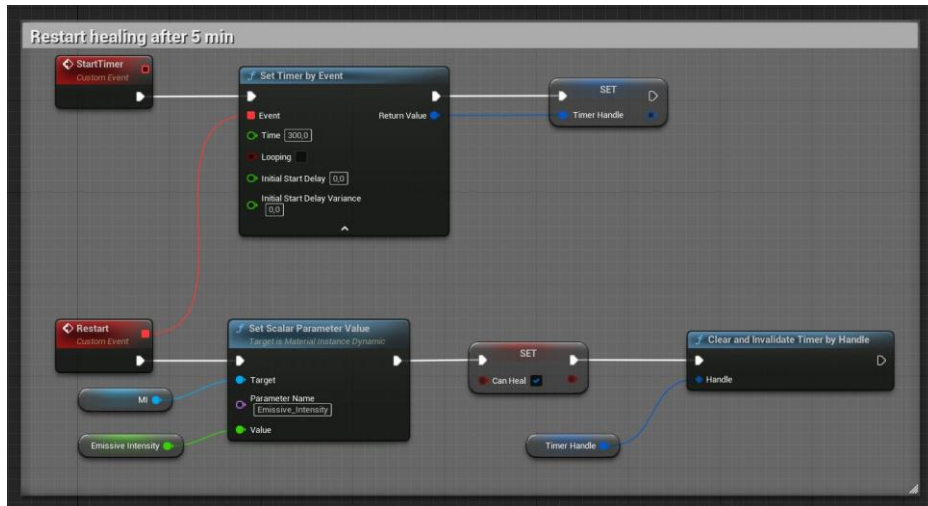 Restart healing after 5 min
StartTimer
Custom Event
f Set Timer by Event
Event
Return Value
Time 300,0
Looping
Initial Start Delay 0,0
Initial Start Delay Variance
0,0
SET
Timer Handle
Restart
Custom Event
MI
Emissive Intensity
f Set Scalar Parameter Value
Target is Material Instance Dynamic
Target
Parameter Name
Emissive_Intensity
Value
SET
Can Heal
f Clear and Invalidate Timer by Handle
Handle
Timer Handle